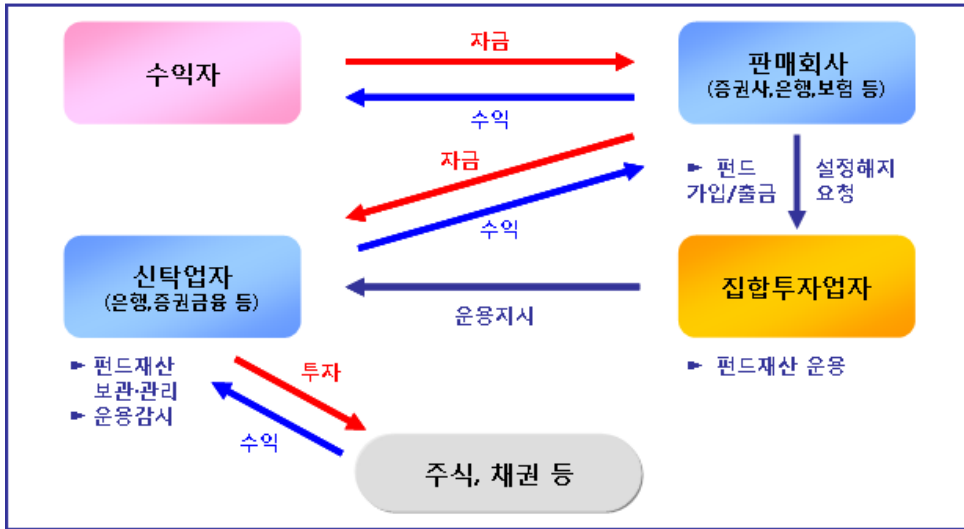 수익자
자금
수익
판매회사
(증권사,은행,보험 등)
자금
수익
► 펀드
가입/출금
설정해지
요청
신탁업자
(은행,증권금융 등)
운용지시
집합투자업자
► 펀드재산
보관·관리
► 운용감시
투자
수익
► 펀드재산 운용
주식, 채권 등